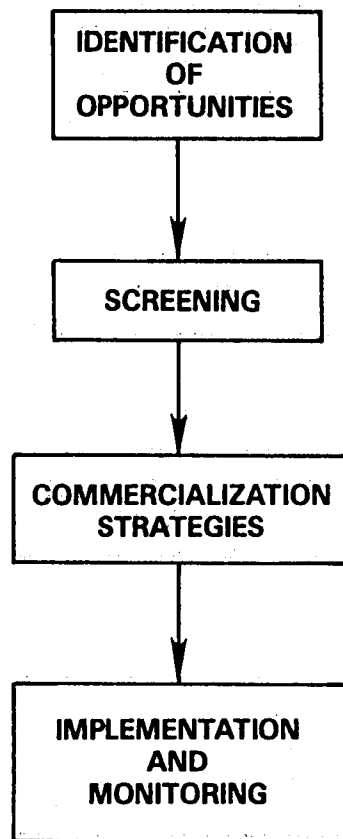 IDENTIFICATION
OF
OPPORTUNITIES
SCREENING
COMMERCIALIZATION
STRATEGIES
IMPLEMENTATION
AND
MONITORING